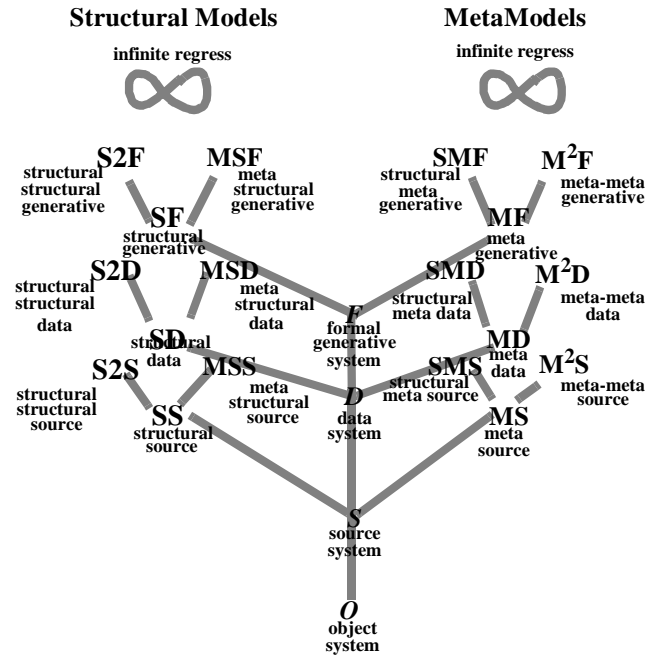 Structural Models
MetaModels
infinite regress
infinite regress
S2F
MSF
SMF
M²F
structural
structural
generative
meta
structural
generative
structural
meta
generative
meta-meta
generative
SF
structural
generative
MF
meta
generative
S2D
MSD
SMD
M²D
structural
structural
data
meta
structural
data
structural
meta data
meta-meta
data
F
formal
generative
system
SD
structural
data
MD
meta
data
S2S
MSS
SMS
M²S
structural
structural
source
meta
structural
source
structural
meta source
meta-meta
source
D
data
system
SS
structural
source
MS
meta
source
S
source
system
O
object
system